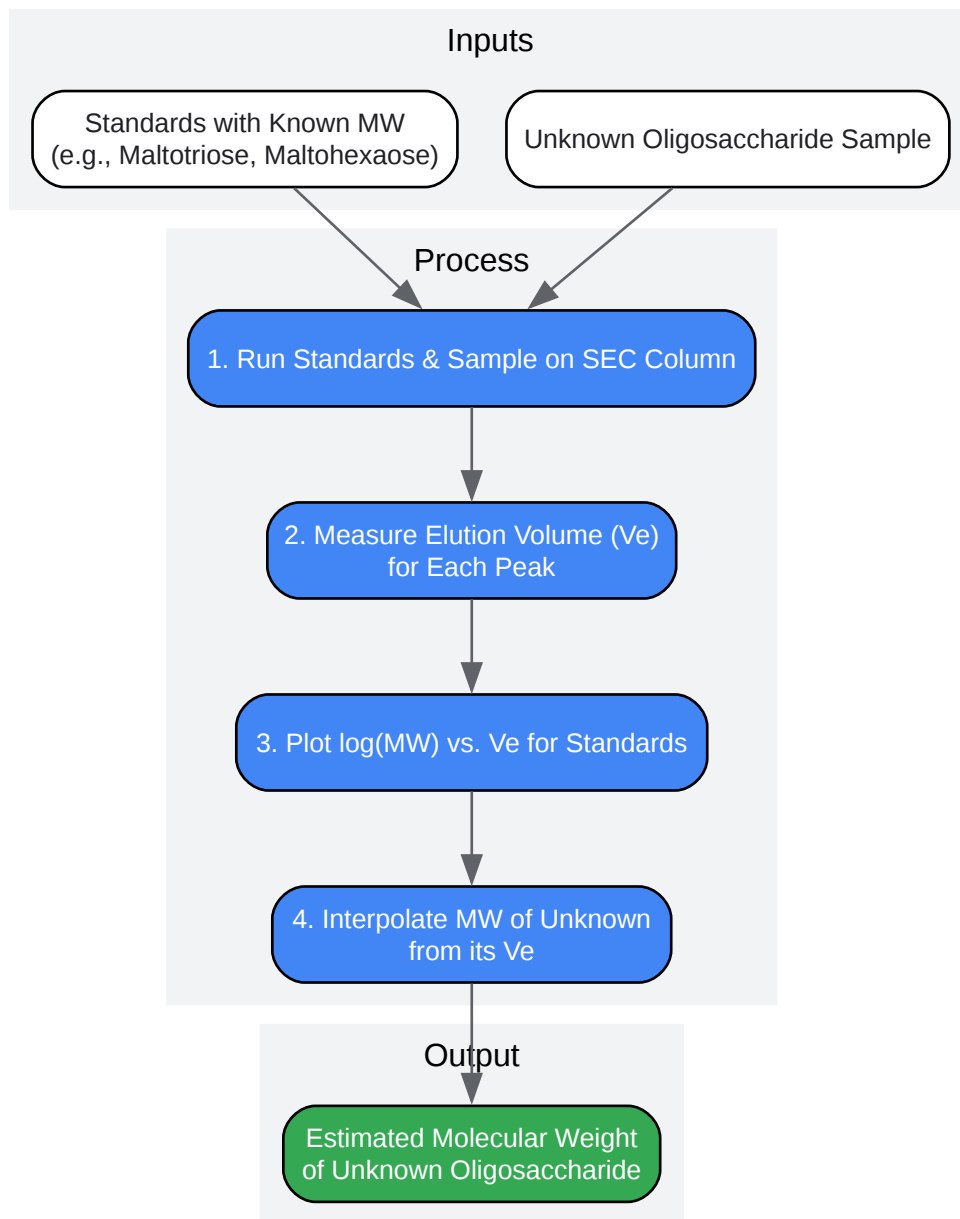 Inputs
Standards with Known MW
(e.g., Maltotriose, Maltohexaose)
Unknown Oligosaccharide Sample
Process
1. Run Standards & Sample on SEC Column
2. Measure Elution Volume (Ve)
for Each Peak
3. Plot log(MW) vs. Ve for Standards
4. Interpolate MW of Unknown
from its Ve
Output
Estimated Molecular Weight
of Unknown Oligosaccharide